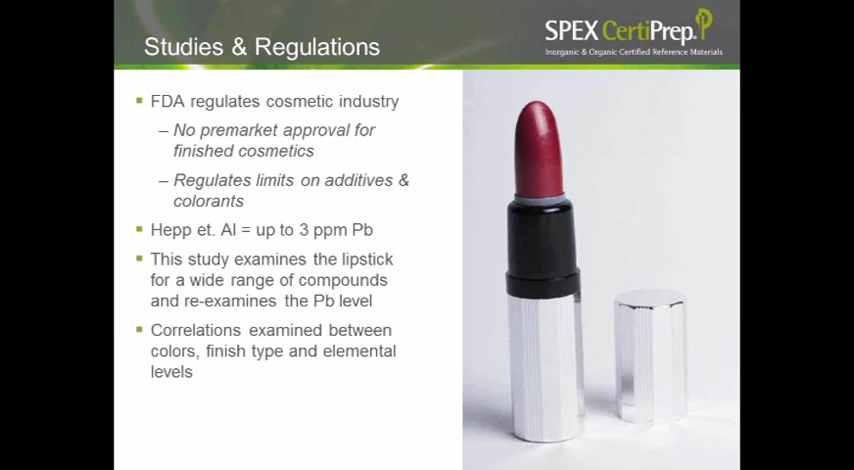 Studies & Regulations
SPEX CertiPrep.
Inorganic & Organic Certified Reference Materials
FDA regulates cosmetic industry
– No premarket approval for
finished cosmetics
– Regulates limits on additives &
colorants
Hepp et. Al = up to 3 ppm Pb
This study examines the lipstick
for a wide range of compounds
and re-examines the Pb level
Correlations examined between
colors, finish type and elemental
levels